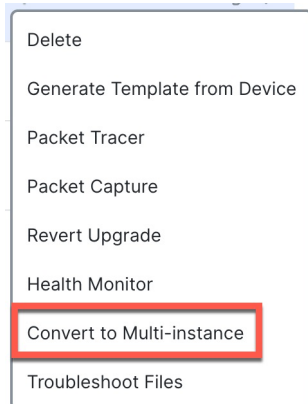 Delete
Generate Template from Device
Packet Tracer
Packet Capture
Revert Upgrade
Health Monitor
Convert to Multi-instance
Troubleshoot Files